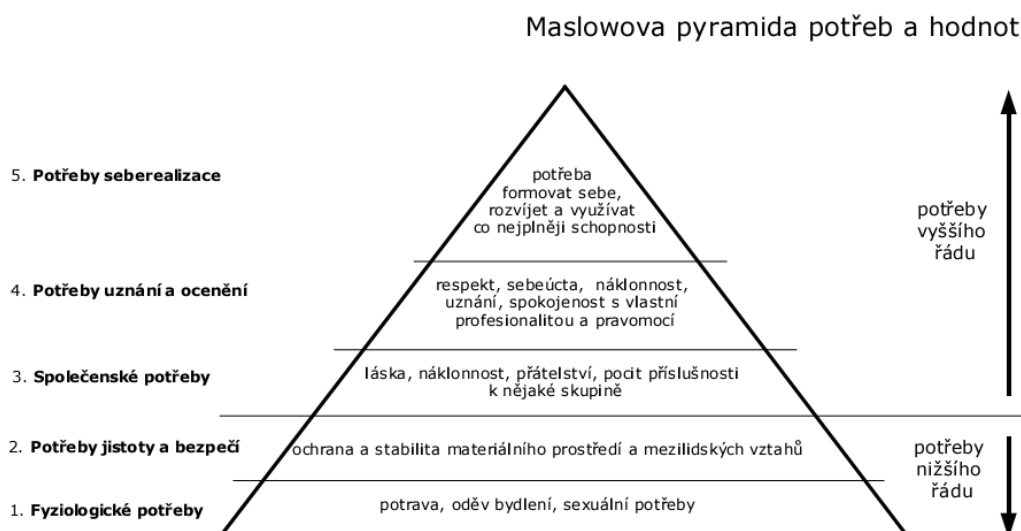 Maslowova pyramida potřeb a hodnot
5. Potřeby seberealizace
potřeba
formovat sebe,
rozvíjet a využívat
co nejplněji schopnosti
potřeby
vyššího
řádu
4. Potřeby uznání a ocenění
respekt, sebeúcta, náklonnost,
uznání, spokojenost s vlastní
profesionalitou a pravomocí
3. Společenské potřeby
láska, náklonnost, přátelství, pocit příslušnosti
k nějaké skupině
2. Potřeby jistoty a bezpečí
ochrana a stabilita materiálního prostředí a mezilidských vztahů
potřeby
nižšího
řádu
1. Fyziologické potřeby
potrava, oděv bydlení, sexuální potřeby